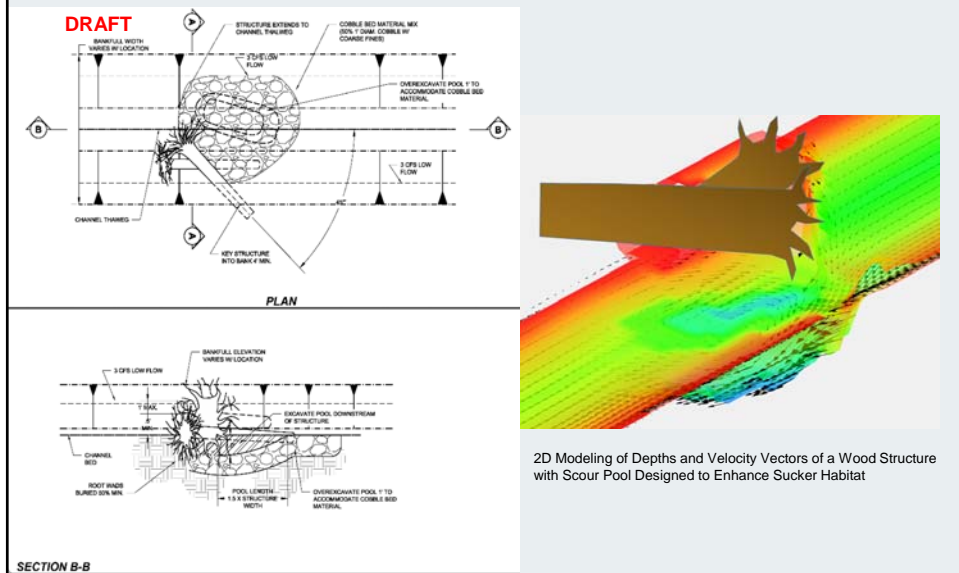 DRAFT
BANKFULL WIDTH
VARIES W/ LOCATION
A
STRUCTURE EXTENDS TO
CHANNEL THALWEG
COBBLE BED MATERIAL MIX
(50% 1' DIAM. COBBLE W/
COARSE FINES)
3 CFS LOW
FLOW
OVEREXCAVATE POOL 1' TO
ACCOMMODATE COBBLE BED
MATERIAL
B
B
3 CFS LOW
FLOW
CHANNEL THALWEG
A
KEY STRUCTURE
INTO BANK 4' MIN.
PLAN
BANKFULL ELEVATION
VARIES W/ LOCATION
3 CFS LOW FLOW
1' MAX.
MIN.
EXCAVATE POOL DOWNSTREAM
OF STRUCTURE
CHANNEL
BED
ROOT WADS
BURIED 50% MIN.
POOL LENGTH
1.5 X STRUCTURE
WIDTH
OVEREXCAVATE POOL 1' TO
ACCOMMODATE COBBLE BED
MATERIAL
SECTION B-B
2D Modeling of Depths and Velocity Vectors of a Wood Structure
with Scour Pool Designed to Enhance Sucker Habitat